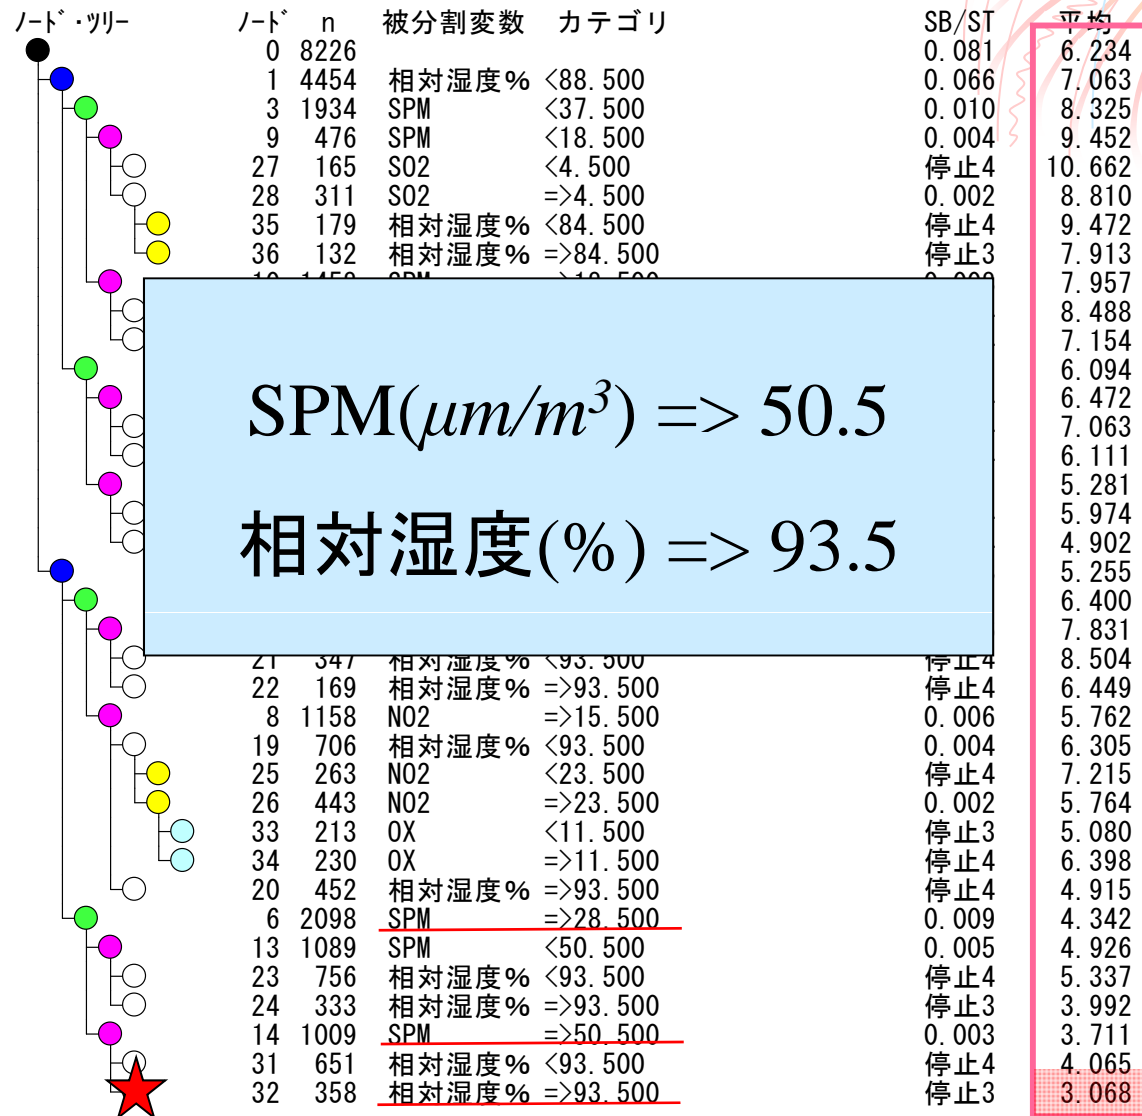 ﾉｰﾄﾞ・ﾂﾘｰ ﾉｰﾄﾞ n 被分割変数 カテゴリ SB/ST 平均
0 8226 0.081 6.234
1 4454 相対湿度% <88.500 0.066 7.063
3 1934 SPM <37.500 0.010 8.325
9 476 SPM <18.500 0.004 9.452
27 165 SO2 <4.500 停止4 10.662
28 311 SO2 =>4.500 0.002 8.810
35 179 相対湿度% <84.500 停止4 9.472
36 132 相対湿度% =>84.500 停止3 7.913
7.957
8.488
7.154
6.094
SPM(μm/m³) => 50.5
6.472
7.063
6.111
5.281
相対湿度(%) => 93.5
5.974
4.902
5.255
6.400
7.831
21 347 相対湿度% <93.500 停止4 8.504
22 169 相対湿度% =>93.500 停止4 6.449
8 1158 NO2 =>15.500 0.006 5.762
19 706 相対湿度% <93.500 0.004 6.305
25 263 NO2 <23.500 停止4 7.215
26 443 NO2 =>23.500 0.002 5.764
33 213 OX <11.500 停止3 5.080
34 230 OX =>11.500 停止4 6.398
20 452 相対湿度% =>93.500 停止4 4.915
6 2098 SPM =>28.500 0.009 4.342
13 1089 SPM <50.500 0.005 4.926
23 756 相対湿度% <93.500 停止4 5.337
24 333 相対湿度% =>93.500 停止3 3.992
14 1009 SPM =>50.500 0.003 3.711
31 651 相対湿度% <93.500 停止4 4.065
32 358 相対湿度% =>93.500 停止3 3.068